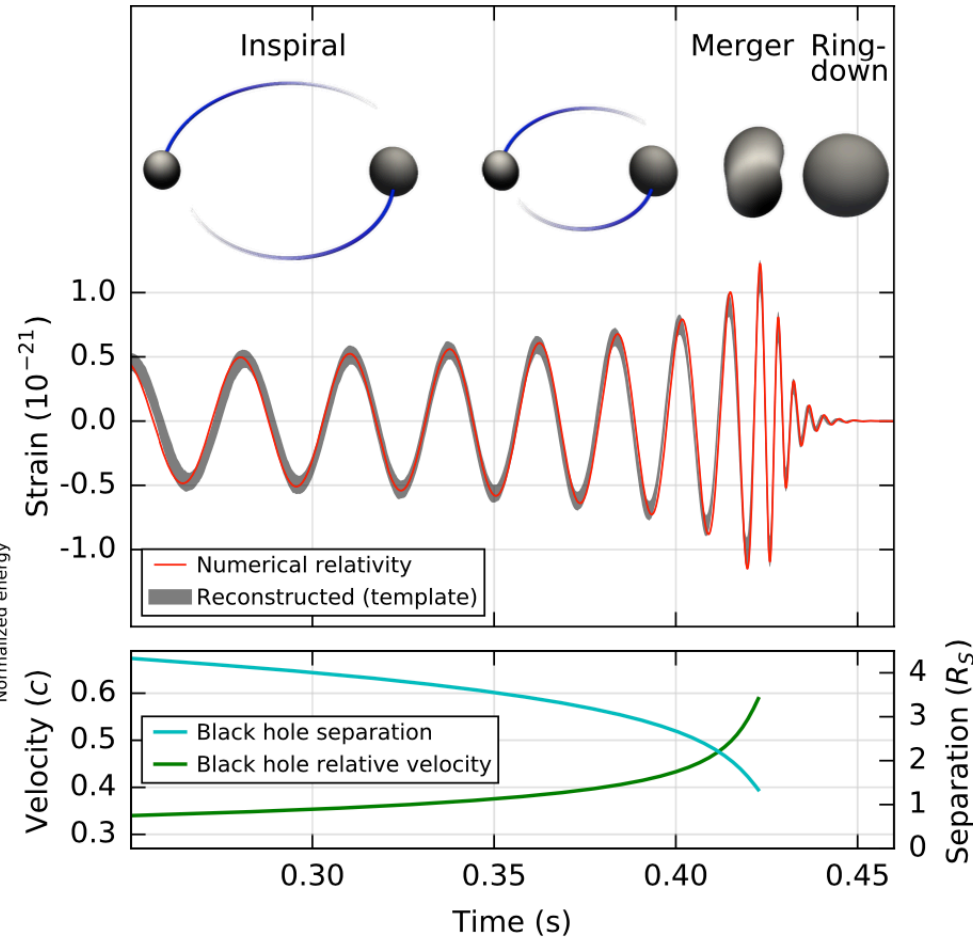 Inspiral
Merger
Ring-
down
Strain (10⁻²¹)
1.0
0.5
0.0
-0.5
-1.0
Numerical relativity
Reconstructed (template)
Normalized energy
Velocity (c)
0.6
0.5
0.4
0.3
Black hole separation
Black hole relative velocity
4
3
2
1
0
Separation (R_S)
0.30
0.35
0.40
0.45
Time (s)